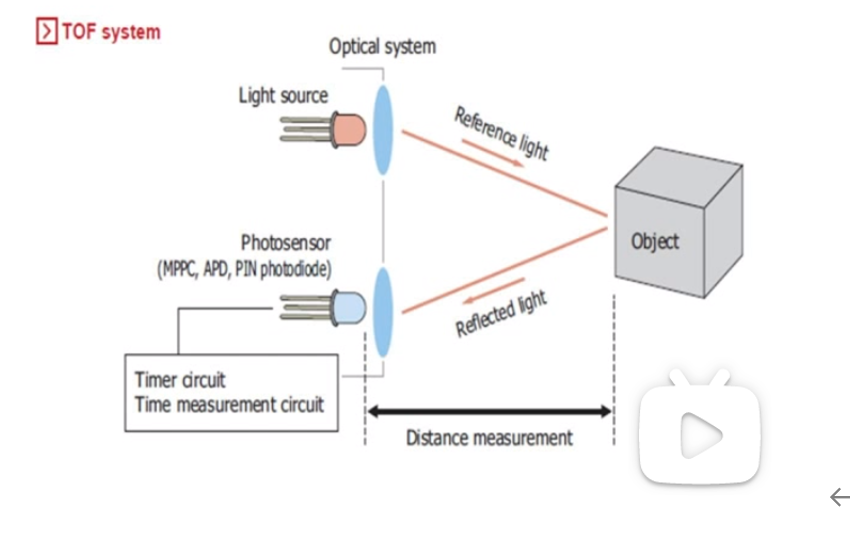 TOF system
Optical system
Light source
Reference light
Photosensor
(MPPC, APD, PIN photodiode)
Object
Reflected light
Timer circuit
Time measurement circuit
Distance measurement